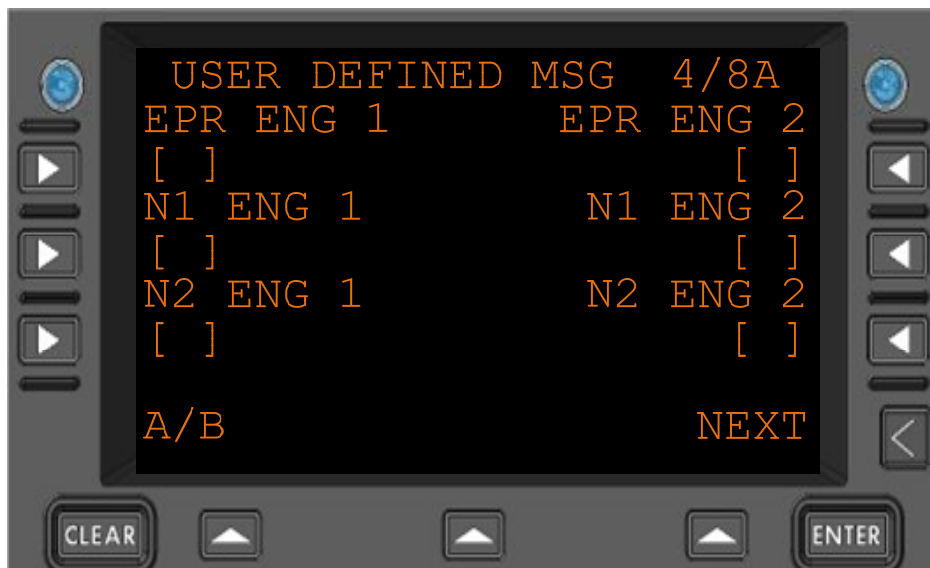 USER DEFINED MSG 4/8A
EPR ENG 1 EPR ENG 2
[ ] [ ]
N1 ENG 1 N1 ENG 2
[ ] [ ]
N2 ENG 1 N2 ENG 2
[ ] [ ]
A/B NEXT
CLEAR ENTER